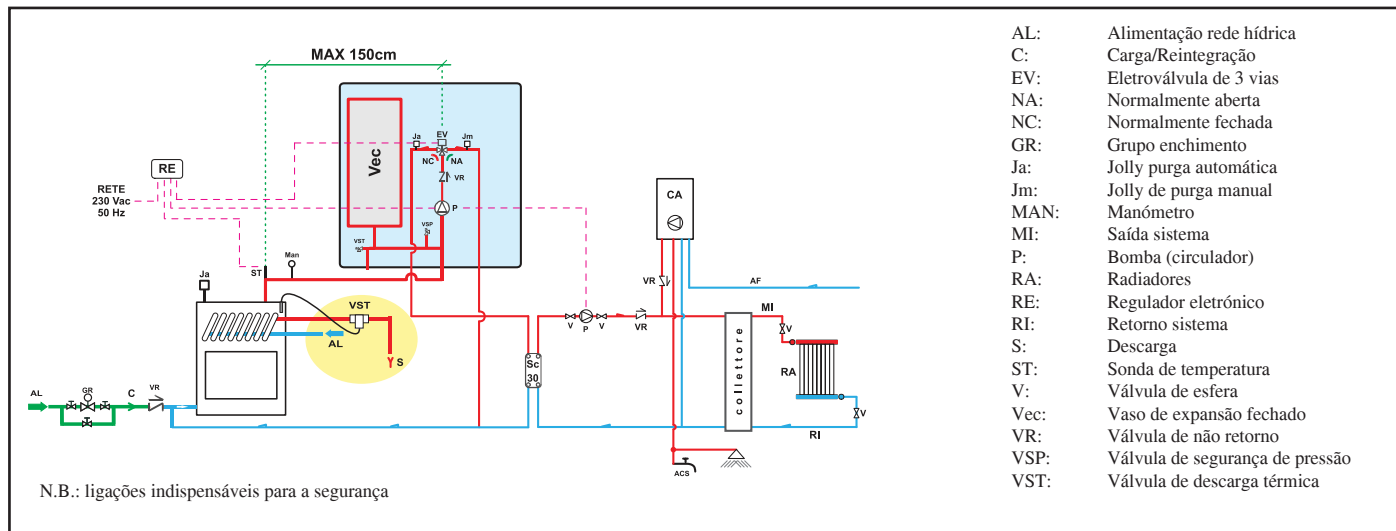 MAX 150cm
Vec
Ja
EV
Jm
NC
NA
VR
P
VST
VSP
RE
RETE
230 Vac
50 Hz
ST
Man
Ja
VST
AL
S
AL
GR
C
VR
Sc
30
V
P
V
VR
VR
CA
AF
MI
V
collettore
RA
V
RI
ACS
N.B.: ligações indispensáveis para a segurança
AL: Alimentação rede hídrica
C: Carga/Reintegração
EV: Eletroválvula de 3 vias
NA: Normalmente aberta
NC: Normalmente fechada
GR: Grupo enchimento
Ja: Jolly purga automática
Jm: Jolly de purga manual
MAN: Manómetro
MI: Saída sistema
P: Bomba (circulador)
RA: Radiadores
RE: Regulador eletrónico
RI: Retorno sistema
S: Descarga
ST: Sonda de temperatura
V: Válvula de esfera
Vec: Vaso de expansão fechado
VR: Válvula de não retorno
VSP: Válvula de segurança de pressão
VST: Válvula de descarga térmica